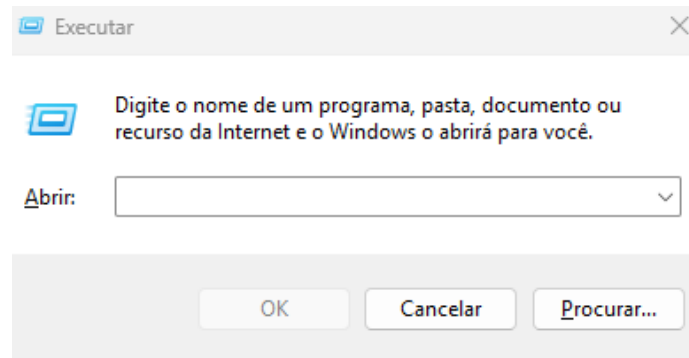 Executar
Digite o nome de um programa, pasta, documento ou
recurso da Internet e o Windows o abrirá para você.
Abrir:
OK
Cancelar
Procurar...